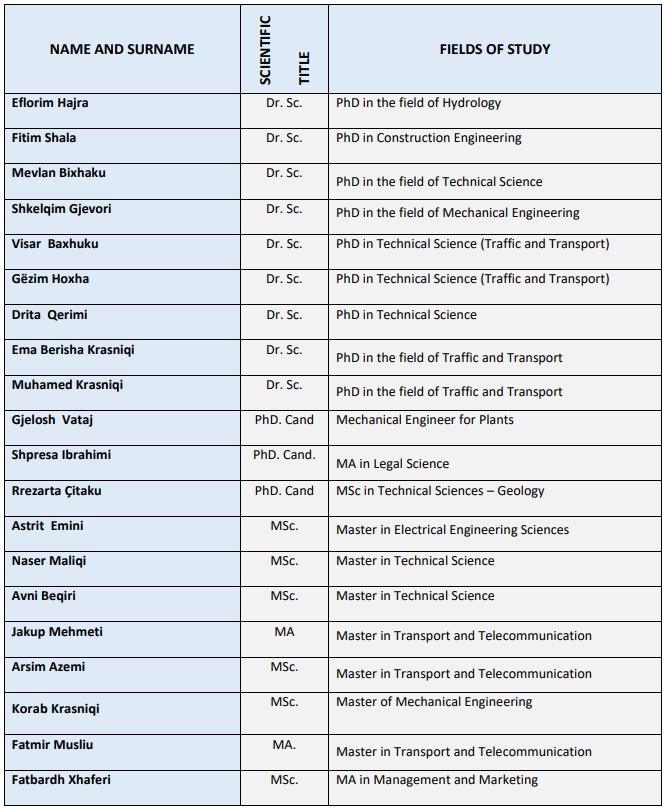 NAME AND SURNAME SCIENTIFIC TITLE FIELDS OF STUDY
Eflorim Hajra Dr. Sc. PhD in the field of Hydrology
Fitim Shala Dr. Sc. PhD in Construction Engineering
Mevlan Bixhaku Dr. Sc. PhD in the field of Technical Science
Shkelqim Gjevori Dr. Sc. PhD in the field of Mechanical Engineering
Visar Baxhuku Dr. Sc. PhD in Technical Science (Traffic and Transport)
Gëzim Hoxha Dr. Sc. PhD in Technical Science (Traffic and Transport)
Drita Qerimi Dr. Sc. PhD in Technical Science
Ema Berisha Krasniqi Dr. Sc. PhD in the field of Traffic and Transport
Muhamed Krasniqi Dr. Sc. PhD in the field of Traffic and Transport
Gjelosh Vataj PhD. Cand Mechanical Engineer for Plants
Shpresa Ibrahimi PhD. Cand. MA in Legal Science
Rrezarta Çitaku PhD. Cand MSc in Technical Sciences – Geology
Astrit Emini MSc. Master in Electrical Engineering Sciences
Naser Maliqi MSc. Master in Technical Science
Avni Beqiri MSc. Master in Technical Science
Jakup Mehmeti MA Master in Transport and Telecommunication
Arsim Azemi MSc. Master in Transport and Telecommunication
Korab Krasniqi MSc. Master of Mechanical Engineering
Fatmir Musliu MA. Master in Transport and Telecommunication
Fatbardh Xhaferi MSc. MA in Management and Marketing